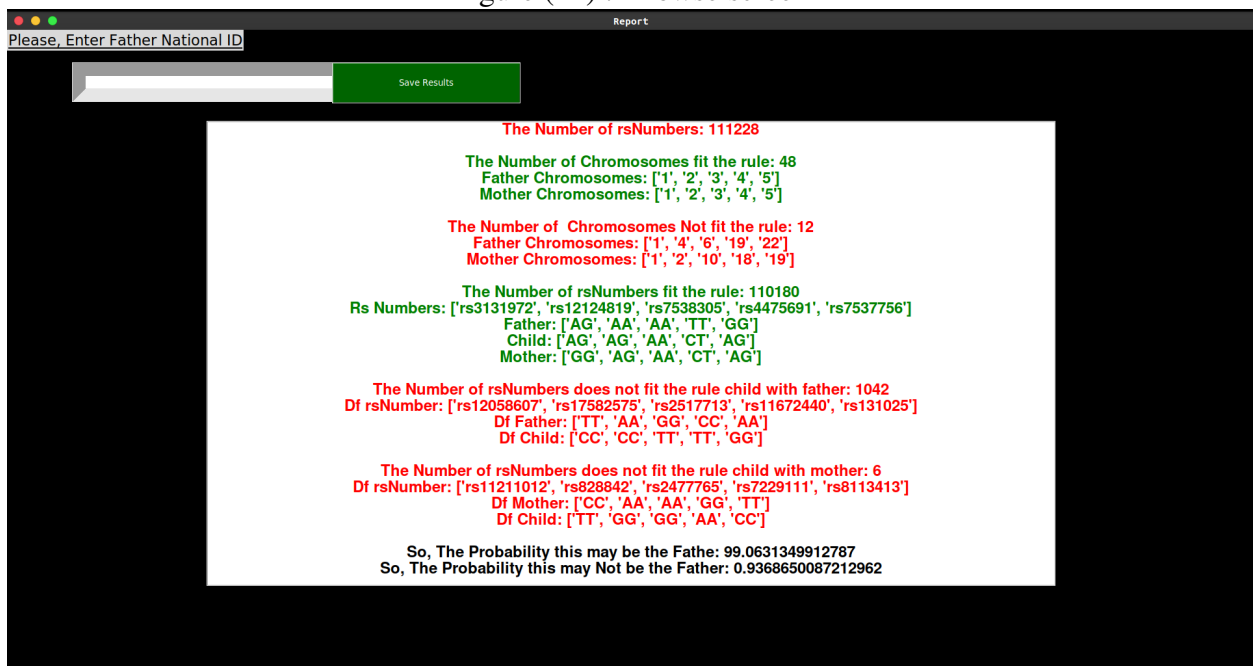 Report
Please, Enter Father National ID
Save Results
The Number of rsNumbers: 111228
The Number of Chromosomes fit the rule: 48
Father Chromosomes: ['1', '2', '3', '4', '5']
Mother Chromosomes: ['1', '2', '3', '4', '5']
The Number of  Chromosomes Not fit the rule: 12
Father Chromosomes: ['1', '4', '6', '19', '22']
Mother Chromosomes: ['1', '2', '10', '18', '19']
The Number of rsNumbers fit the rule: 110180
Rs Numbers: ['rs3131972', 'rs12124819', 'rs7538305', 'rs4475691', 'rs7537756']
Father: ['AG', 'AA', 'AA', 'TT', 'GG']
Child: ['AG', 'AG', 'AA', 'CT', 'AG']
Mother: ['GG', 'AG', 'AA', 'CT', 'AG']
The Number of rsNumbers does not fit the rule child with father: 1042
Df rsNumber: ['rs12058607', 'rs17582575', 'rs2517713', 'rs11672440', 'rs131025']
Df Father: ['TT', 'AA', 'GG', 'CC', 'AA']
Df Child: ['CC', 'CC', 'TT', 'TT', 'GG']
The Number of rsNumbers does not fit the rule child with mother: 6
Df rsNumber: ['rs11211012', 'rs828842', 'rs2477765', 'rs7229111', 'rs8113413']
Df Mother: ['CC', 'AA', 'AA', 'GG', 'TT']
Df Child: ['TT', 'GG', 'GG', 'AA', 'CC']
So, The Probability this may be the Fathe: 99.0631349912787
So, The Probability this may Not be the Father: 0.9368650087212962